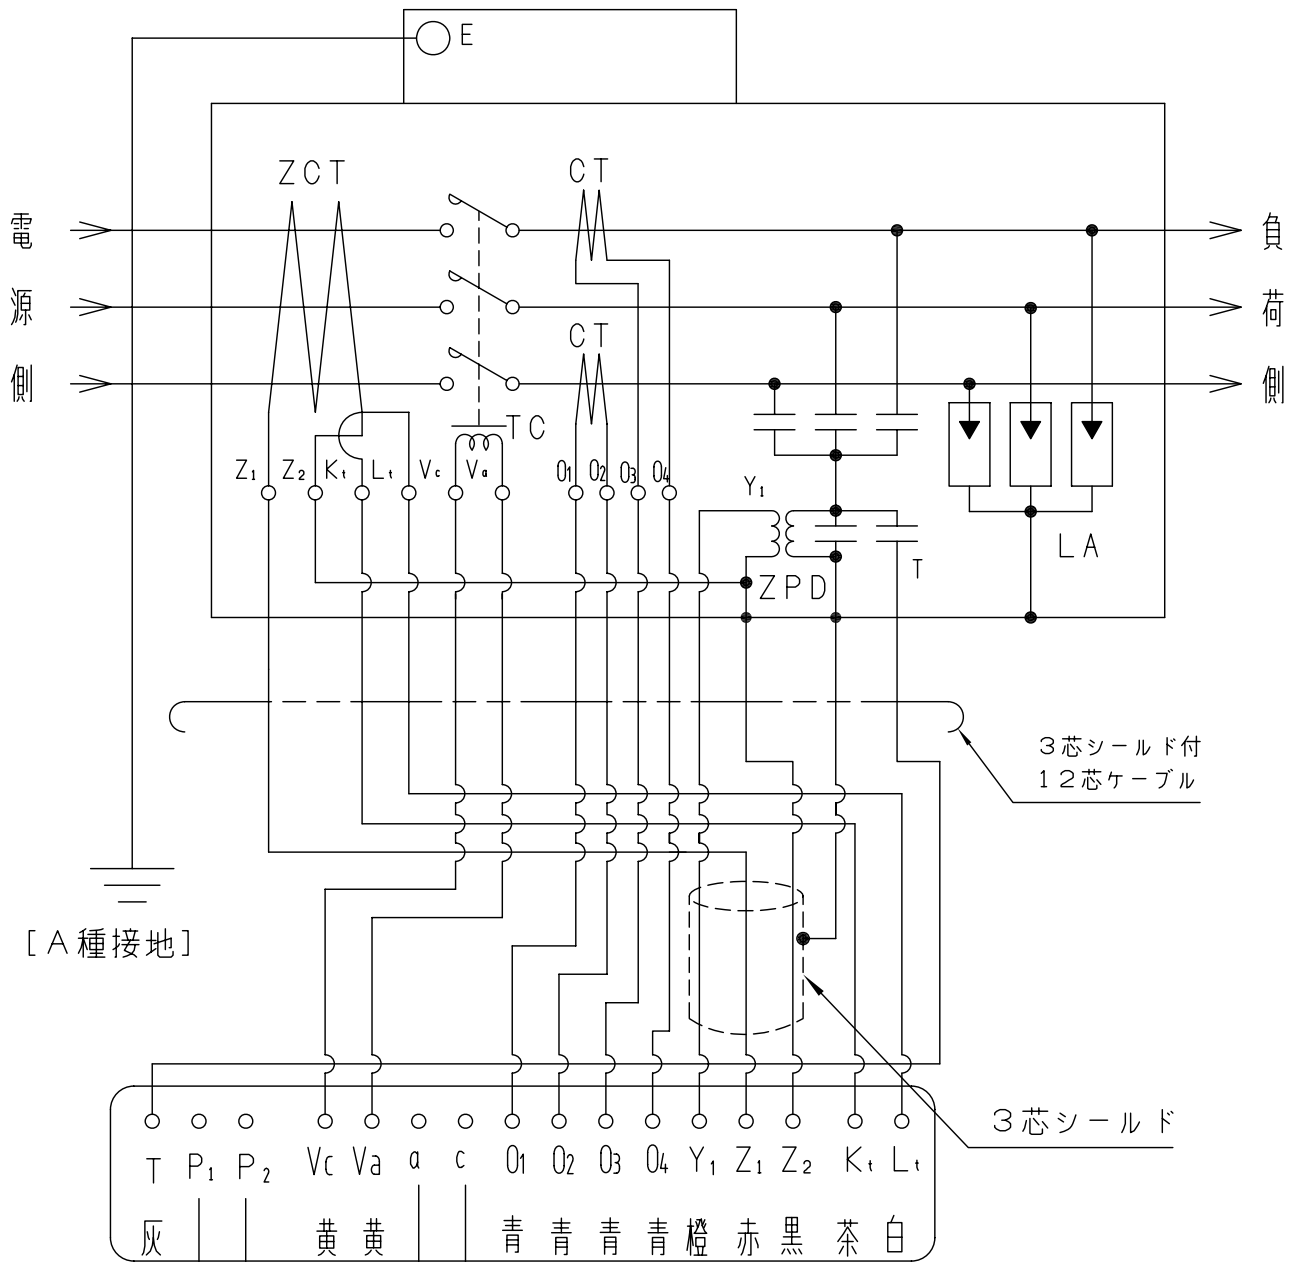 E
ZCT
CT
電
源
側
負
荷
側
CT
TC
Z₁ Z₂ Kt Lt Vc Va O1 O2 O3 O4
Y₁
ZPD
T
LA
3芯シールド付
12芯ケーブル
[A種接地]
3芯シールド
T P₁ P₂ Vc Va a c O1 O2 O3 O4 Y₁ Z₁ Z₂ Kt Lt
灰 黄 黄 青 青 青 青 橙 赤 黒 茶 白